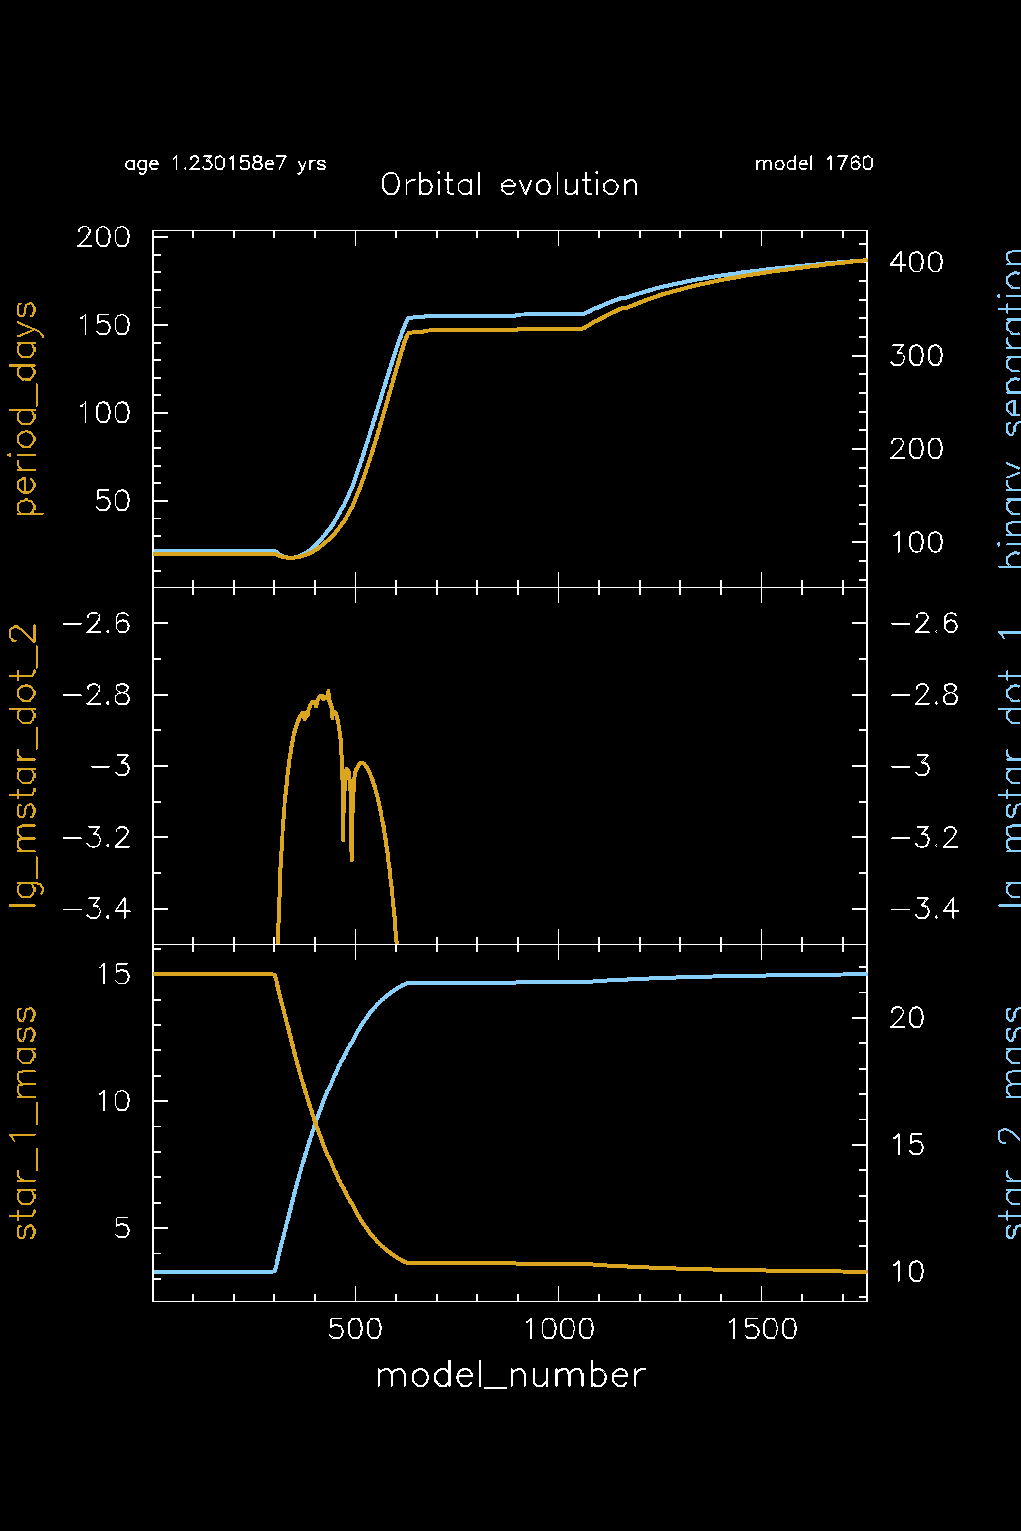 age 1.230158e7 yrs
model 1760
Orbital evolution
200
150
100
50
period_days
400
300
200
100
binary_separation
-2.6
-2.8
-3
-3.2
-3.4
lg_mstar_dot_2
-2.6
-2.8
-3
-3.2
-3.4
lg_mstar_dot_1
15
10
5
star_1_mass
20
15
10
star_2_mass
500
1000
1500
model_number